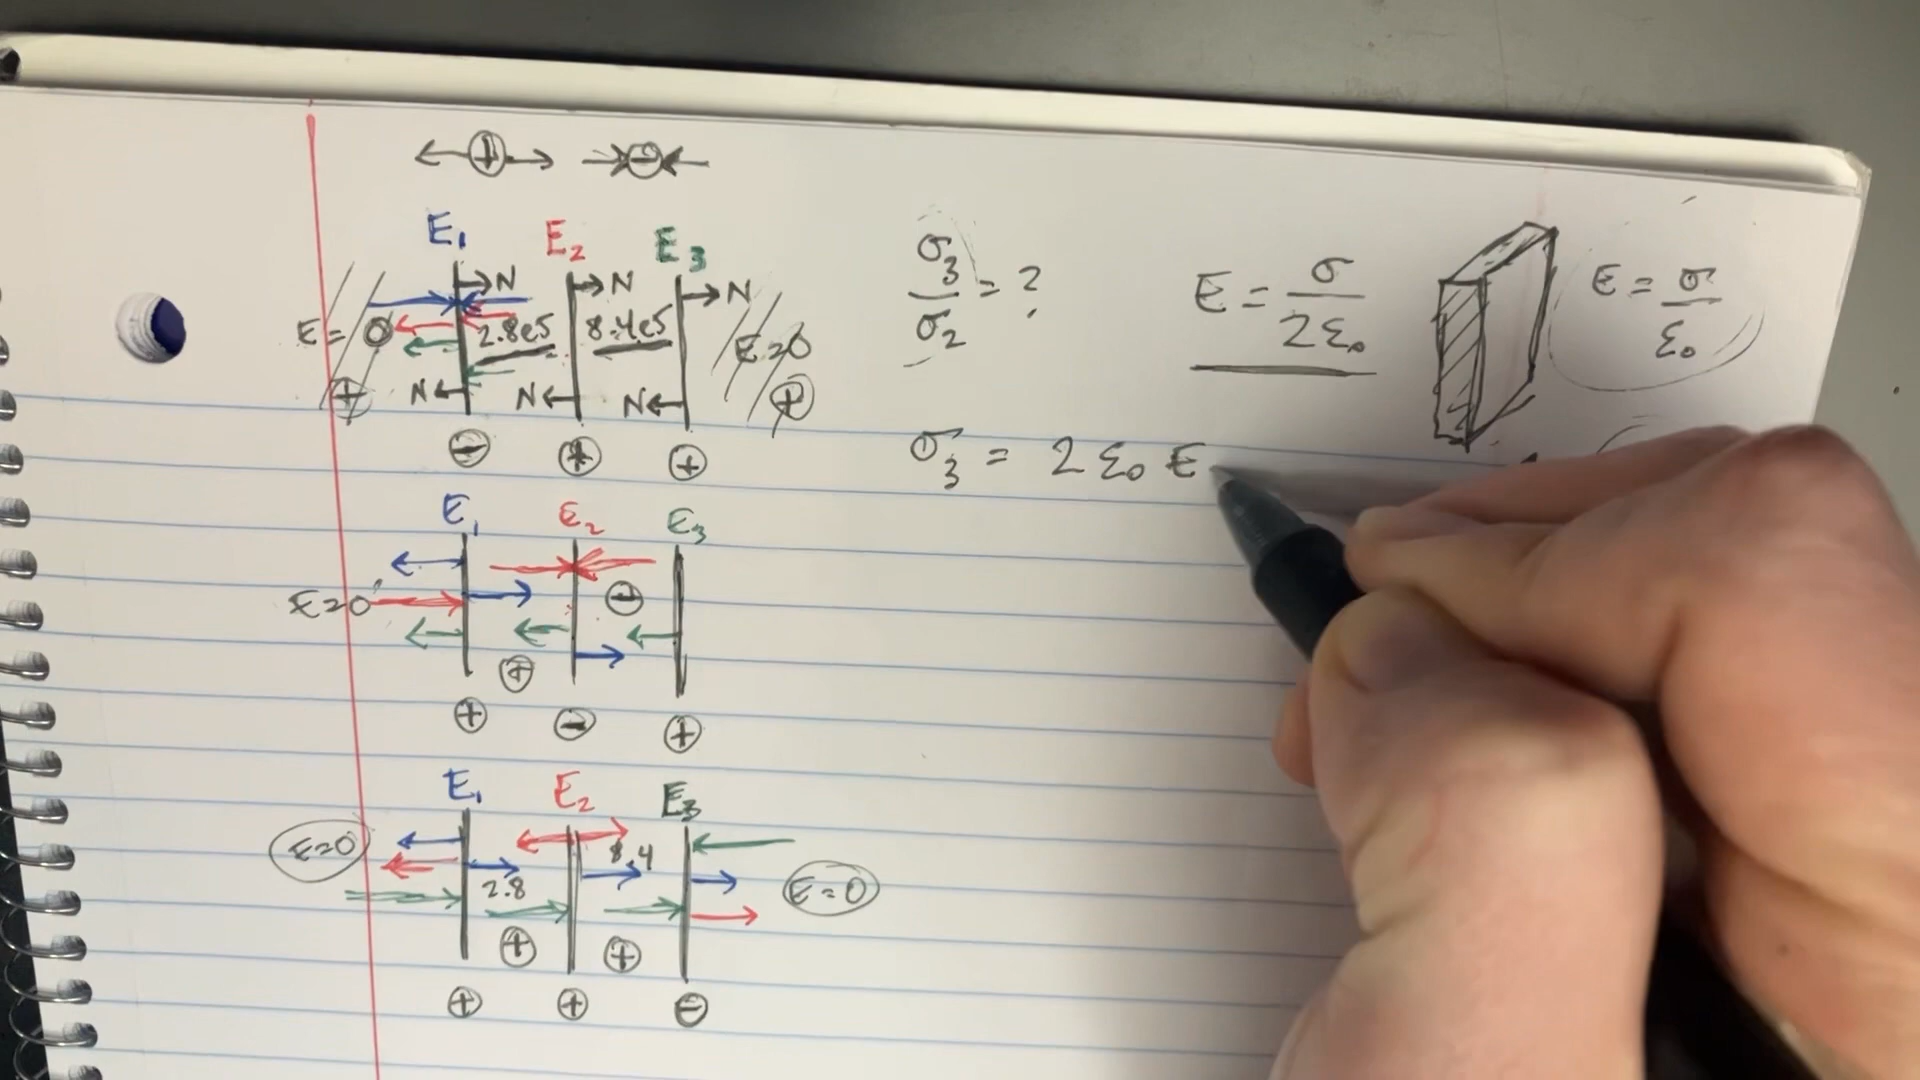 ← ⊕ → → ⊖ ←
E₁ E₂ E₃
N N N
E = 0 2.8e5 8.4e5 E=0
N N N
⊕ ⊕
⊖ ⊕ ⊕
σ₃/σ₂ = ?
E = σ/2ε₀
E = σ/ε₀
σ₃ = 2 ε₀ E
E₁ E₂ E₃
⊖
E=0
⊕
⊕ ⊖ ⊕
E₁ E₂ E₃
E=0 8.4 E=0
2.8
⊕ ⊕
⊕ ⊕ ⊖